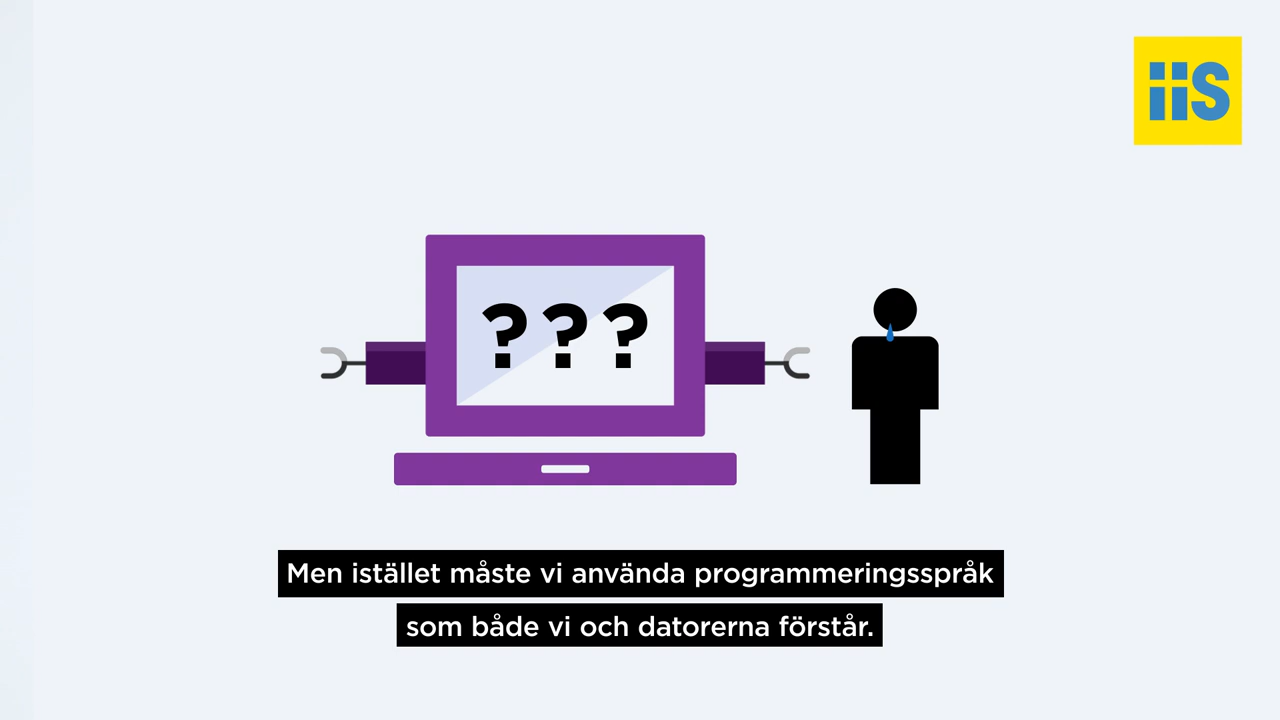 iis
? ? ?
Men istället måste vi använda programmeringsspråk
som både vi och datorerna förstår.